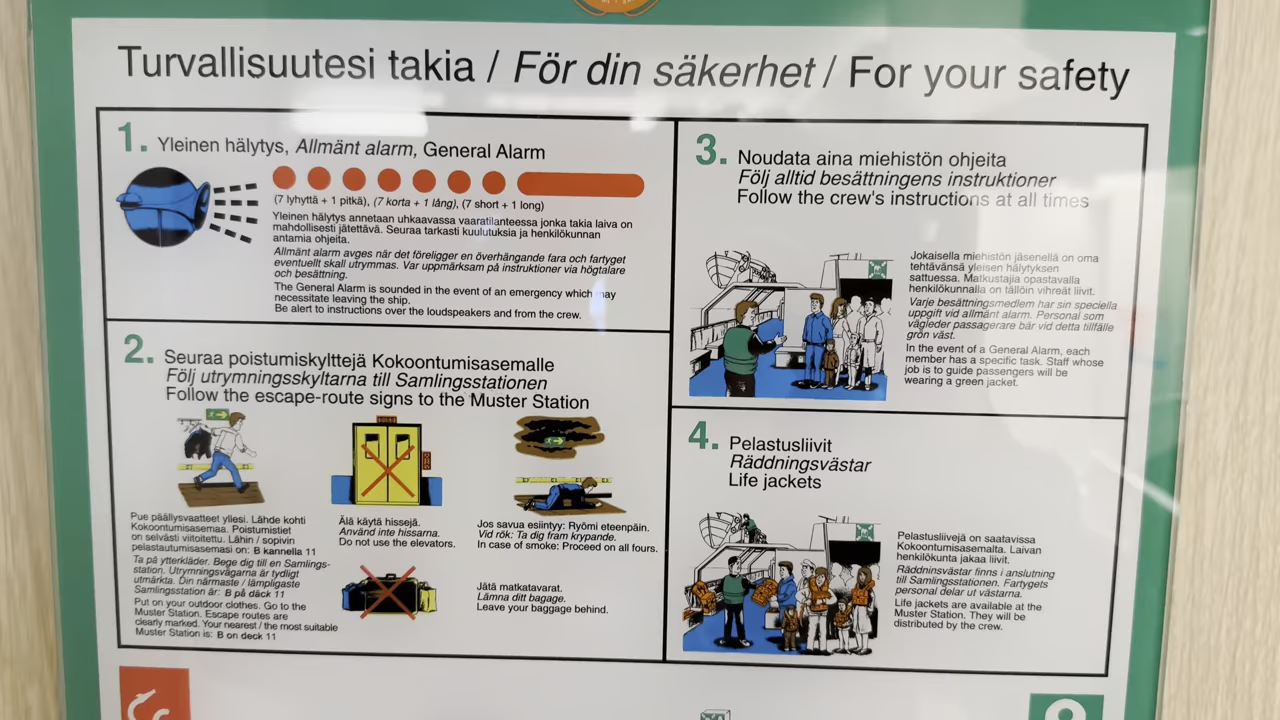 Turvallisuutesi takia / För din säkerhet / For your safety
1. Yleinen hälytys, Allmänt alarm, General Alarm
(7 lyhyttä + 1 pitkä), (7 korta + 1 lång), (7 short + 1 long)
Yleinen hälytys annetaan uhkaavassa vaaratilanteessa jonka takia laiva on
mahdollisesti jätettävä. Seuraa tarkasti kuulutuksia ja henkilökunnan
antamia ohjeita.
Allmänt alarm avges när det föreligger en överhängande fara och fartyget
eventuellt skall utrymmas. Var uppmärksam på instruktioner via högtalare
och besättning.
The General Alarm is sounded in the event of an emergency which may
necessitate leaving the ship.
Be alert to instructions over the loudspeakers and from the crew.
2. Seuraa poistumiskylttejä Kokoontumisasemalle
Följ utrymningsskyltarna till Samlingsstationen
Follow the escape-route signs to the Muster Station
Pue päällysvaatteet yllesi. Lähde kohti
Kokoontumisasemaa. Poistumistiet
on selvästi viitoitettu. Lähin / sopivin
pelastautumisasemasi on: B kannella 11
Ta på ytterkläder. Bege dig till en Samlings-
station. Utrymningsvägarna är tydligt
utmärkta. Din närmaste / lämpligaste
Samlingsstation är: B på däck 11
Put on your outdoor clothes. Go to the
Muster Station. Escape routes are
clearly marked. Your nearest / the most suitable
Muster Station is: B on deck 11
Älä käytä hissejä.
Använd inte hissarna.
Do not use the elevators.
Jos savua esiintyy: Ryömi eteenpäin.
Vid rök: Ta dig fram krypande.
In case of smoke: Proceed on all fours.
Jätä matkatavarat.
Lämna ditt bagage.
Leave your baggage behind.
3. Noudata aina miehistön ohjeita
Följ alltid besättningens instruktioner
Follow the crew's instructions at all times
Jokaisella miehistön jäsenellä on oma
tehtävänsä yleisen hälytyksen
sattuessa. Matkustajia opastavalla
henkilökunnalla on tällöin vihreät liivit.
Varje besättningsmedlem har sin speciella
uppgift vid allmänt alarm. Personal som
vägleder passagerare bär vid detta tillfälle
grön väst.
In the event of a General Alarm, each
member has a specific task. Staff whose
job is to guide passengers will be
wearing a green jacket.
4. Pelastusliivit
Räddningsvästar
Life jackets
Pelastusliivejä on saatavissa
Kokoontumisasemalta. Laivan
henkilökunta jakaa liivit.
Räddninsvästar finns i anslutning
till Samlingsstationen. Fartygets
personal delar ut västarna.
Life jackets are available at the
Muster Station. They will be
distributed by the crew.